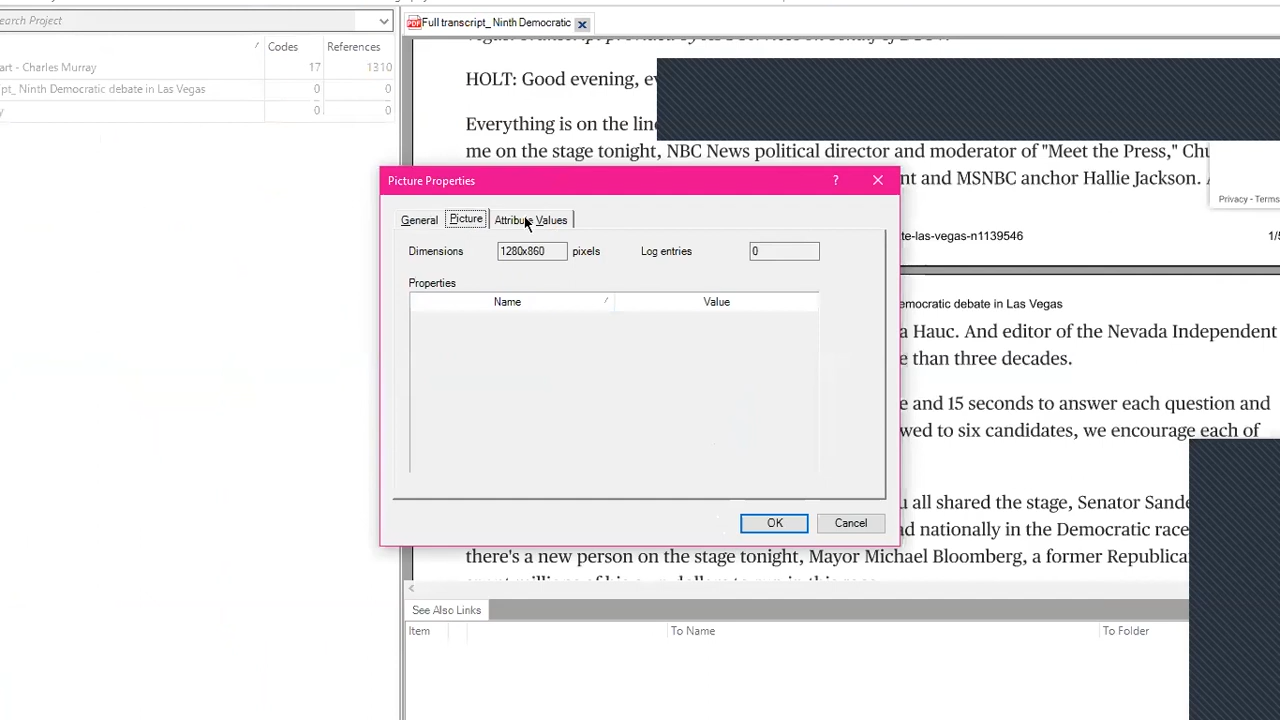 earch Project
Codes
References
art - Charles Murray
17
1310
ipt_ Ninth Democratic debate in Las Vegas
0
0
y
0
0
Full transcript_ Ninth Democratic
HOLT: Good evening, ev
Everything is on the line
me on the stage tonight, NBC News political director and moderator of "Meet the Press," Chu
nt and MSNBC anchor Hallie Jackson. A
Privacy - Terms
te-las-vegas-n1139546
1/5
emocratic debate in Las Vegas
a Hauc. And editor of the Nevada Independent
e than three decades.
e and 15 seconds to answer each question and
wed to six candidates, we encourage each of
u all shared the stage, Senator Sande
ad nationally in the Democratic race
there's a new person on the stage tonight, Mayor Michael Bloomberg, a former Republica
Picture Properties
?
General
Picture
Attribute Values
Dimensions
1280x860
pixels
Log entries
0
Properties
Name
Value
OK
Cancel
See Also Links
Item
To Name
To Folder